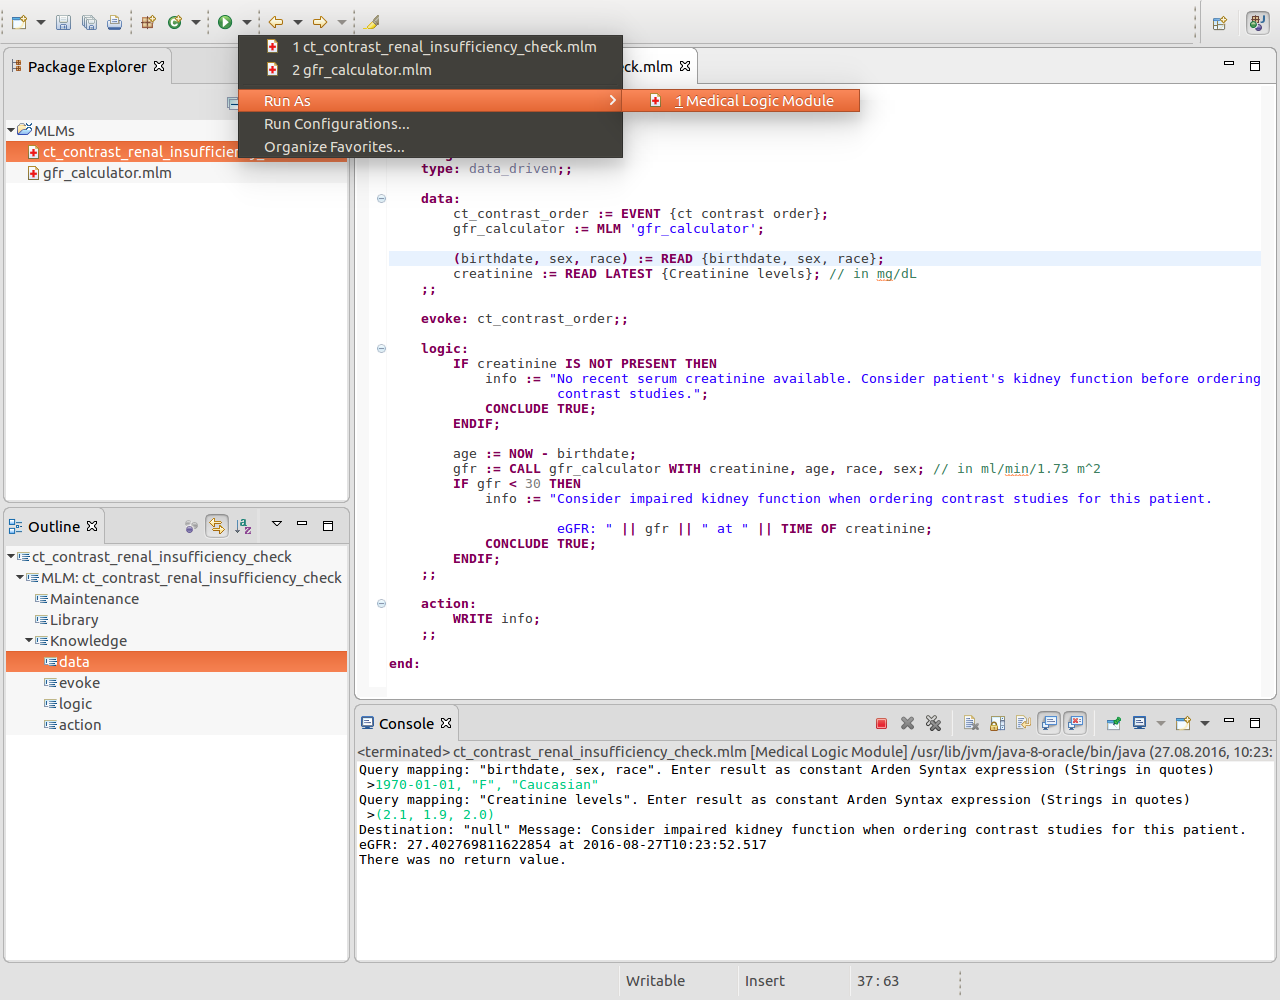 1 ct_contrast_renal_insufficiency_check.mlm
2 gfr_calculator.mlm
Run As
1 Medical Logic Module
Run Configurations...
Organize Favorites...
Package Explorer
ck.mlm
MLMs
ct_contrast_renal_insufficiency_
gfr_calculator.mlm
type: data_driven;;
data:
ct_contrast_order := EVENT {ct contrast order};
gfr_calculator := MLM 'gfr_calculator';
(birthdate, sex, race) := READ {birthdate, sex, race};
creatinine := READ LATEST {Creatinine levels}; // in mg/dL
;;
evoke: ct_contrast_order;;
logic:
IF creatinine IS NOT PRESENT THEN
info := "No recent serum creatinine available. Consider patient's kidney function before ordering
contrast studies.";
CONCLUDE TRUE;
ENDIF;
age := NOW - birthdate;
gfr := CALL gfr_calculator WITH creatinine, age, race, sex; // in ml/min/1.73 m^2
IF gfr < 30 THEN
info := "Consider impaired kidney function when ordering contrast studies for this patient.
eGFR: " || gfr || " at " || TIME OF creatinine;
CONCLUDE TRUE;
ENDIF;
;;
action:
WRITE info;
;;
end:
Outline
ct_contrast_renal_insufficiency_check
MLM: ct_contrast_renal_insufficiency_check
Maintenance
Library
Knowledge
data
evoke
logic
action
Console
<terminated> ct_contrast_renal_insufficiency_check.mlm [Medical Logic Module] /usr/lib/jvm/java-8-oracle/bin/java (27.08.2016, 10:23:
Query mapping: "birthdate, sex, race". Enter result as constant Arden Syntax expression (Strings in quotes)
>1970-01-01, "F", "Caucasian"
Query mapping: "Creatinine levels". Enter result as constant Arden Syntax expression (Strings in quotes)
>(2.1, 1.9, 2.0)
Destination: "null" Message: Consider impaired kidney function when ordering contrast studies for this patient.
eGFR: 27.402769811622854 at 2016-08-27T10:23:52.517
There was no return value.
Writable
Insert
37 : 63